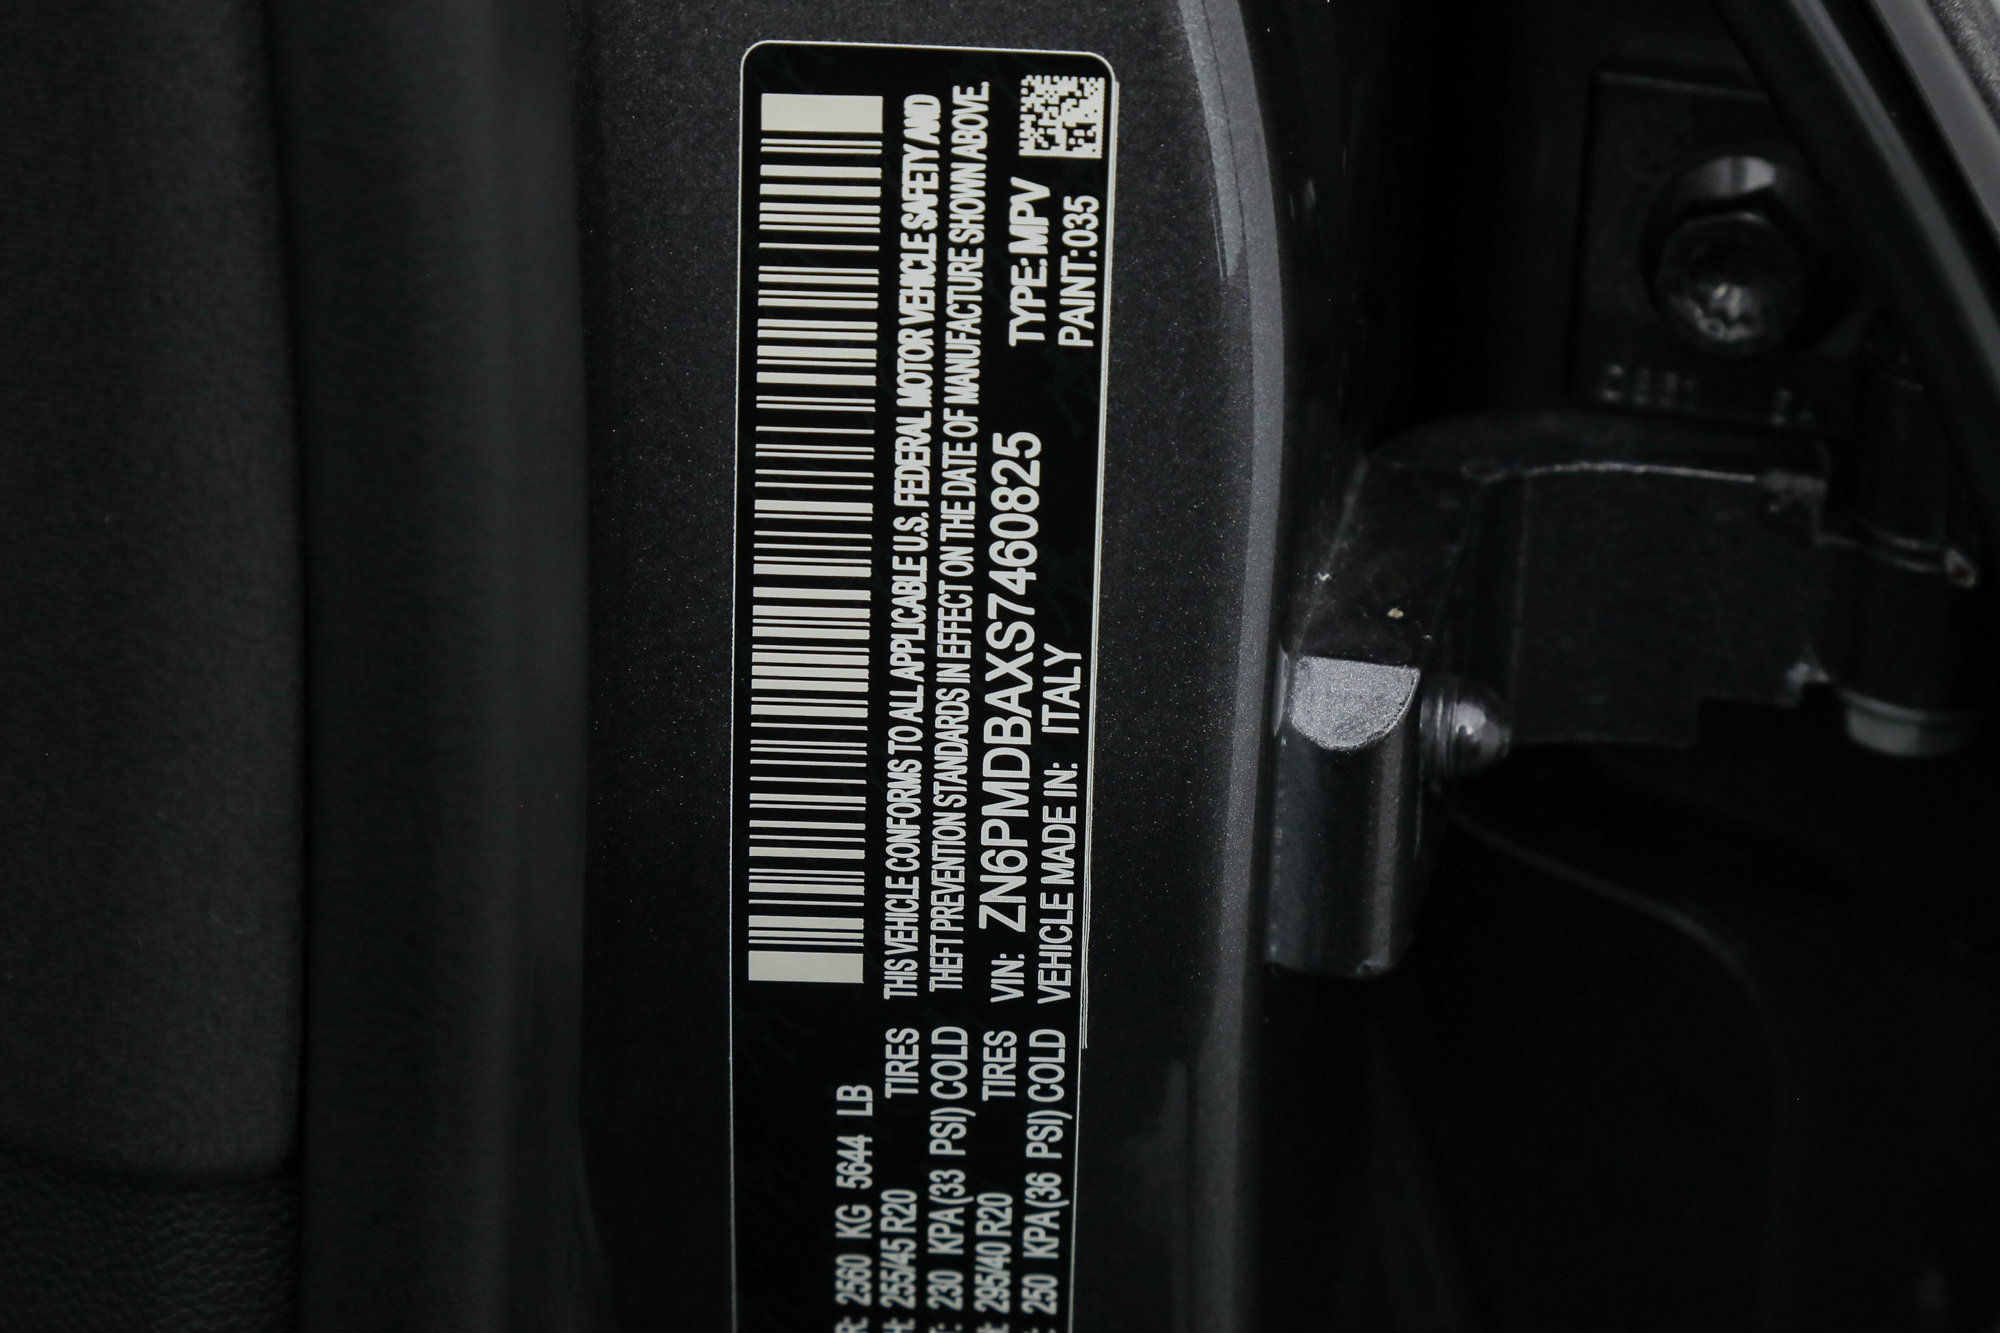 R: 2560 KG 5644 LB
H: 255/45 R20 TIRES
T: 230 KPA(33 PSI) COLD
H: 295/40 R20 TIRES
: 250 KPA(36 PSI) COLD
THIS VEHICLE CONFORMS TO ALL APPLICABLE U.S. FEDERAL MOTOR VEHICLE SAFETY AND
THEFT PREVENTION STANDARDS IN EFFECT ON THE DATE OF MANUFACTURE SHOWN ABOVE.
VIN: ZN6PMDBAXS7460825 TYPE: MPV
VEHICLE MADE IN: ITALY PAINT:035